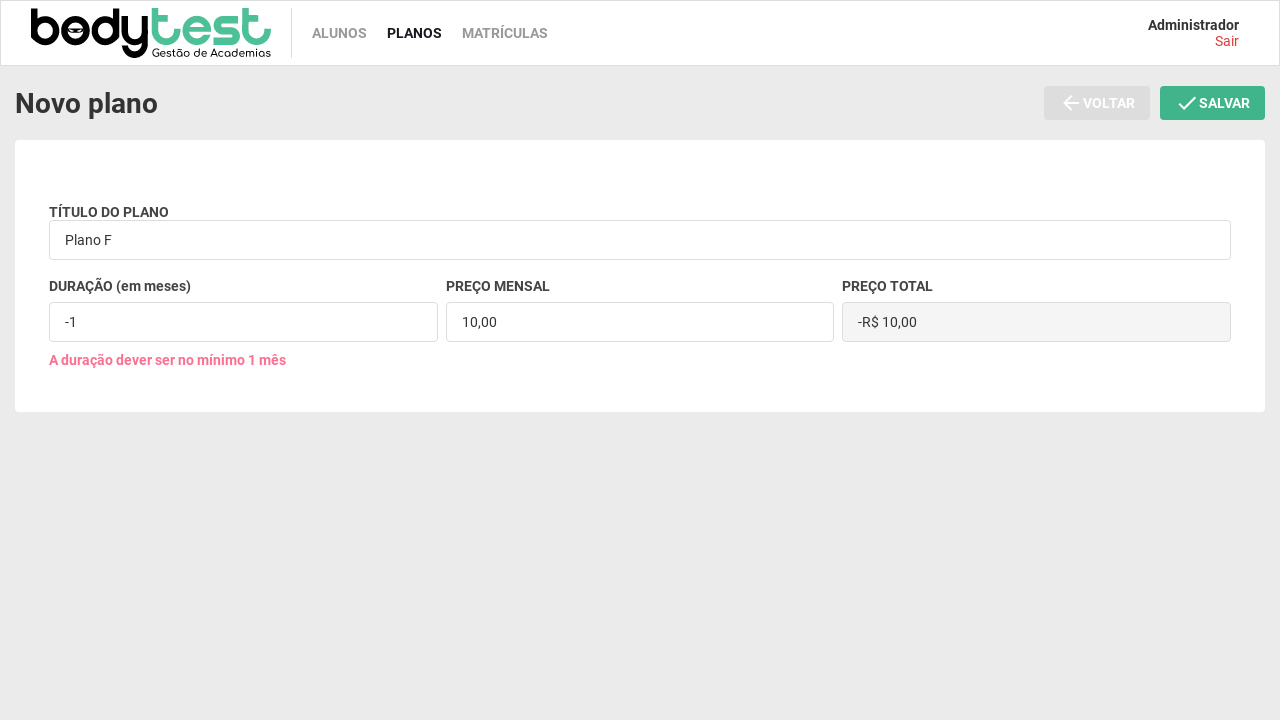 bodytest
Gestão de Academias
ALUNOS PLANOS MATRÍCULAS
Administrador
Sair
Novo plano
VOLTAR SALVAR
TÍTULO DO PLANO
Plano F
DURAÇÃO (em meses) PREÇO MENSAL PREÇO TOTAL
-1 10,00 -R$ 10,00
A duração dever ser no mínimo 1 mês